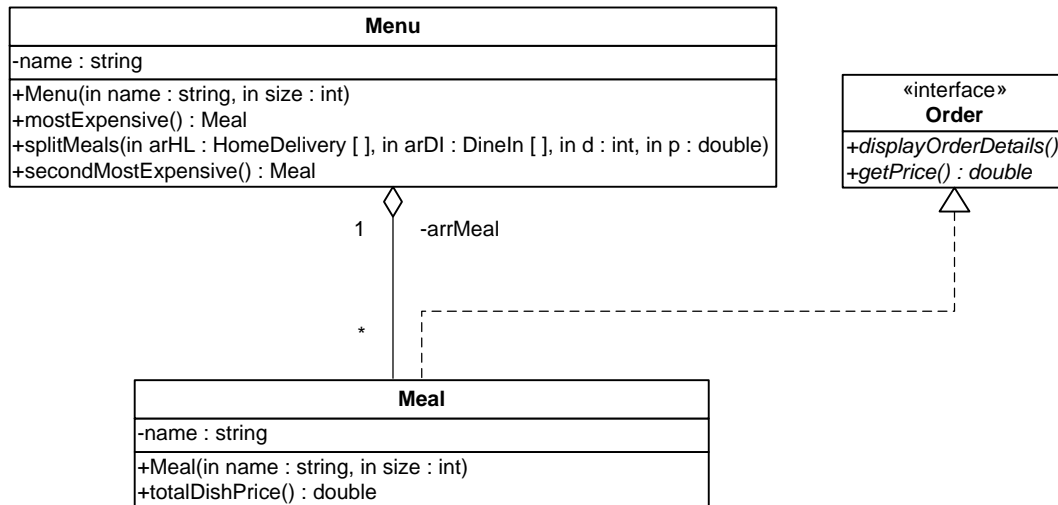 Menu
-name : string
+Menu(in name : string, in size : int)
+mostExpensive() : Meal
+splitMeals(in arHL : HomeDelivery [ ], in arDI : DineIn [ ], in d : int, in p : double)
+secondMostExpensive() : Meal
«interface»
Order
+displayOrderDetails()
+getPrice() : double
1
-arrMeal
*
Meal
-name : string
+Meal(in name : string, in size : int)
+totalDishPrice() : double